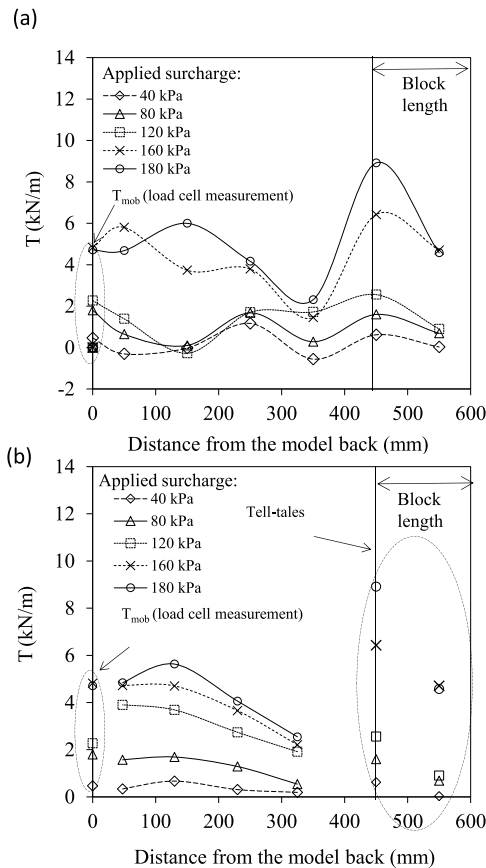 (a)
14
12
10
8
6
4
2
0
-2
T (kN/m)
Applied surcharge:
40 kPa
80 kPa
120 kPa
160 kPa
180 kPa
Block
length
Tmob (load cell measurement)
0 100 200 300 400 500 600
Distance from the model back (mm)
(b)
14
12
10
8
6
4
2
0
T (kN/m)
Applied surcharge:
40 kPa
80 kPa
120 kPa
160 kPa
180 kPa
Block
length
Tell-tales
Tmob (load cell measurement)
0 100 200 300 400 500 600
Distance from the model back (mm)